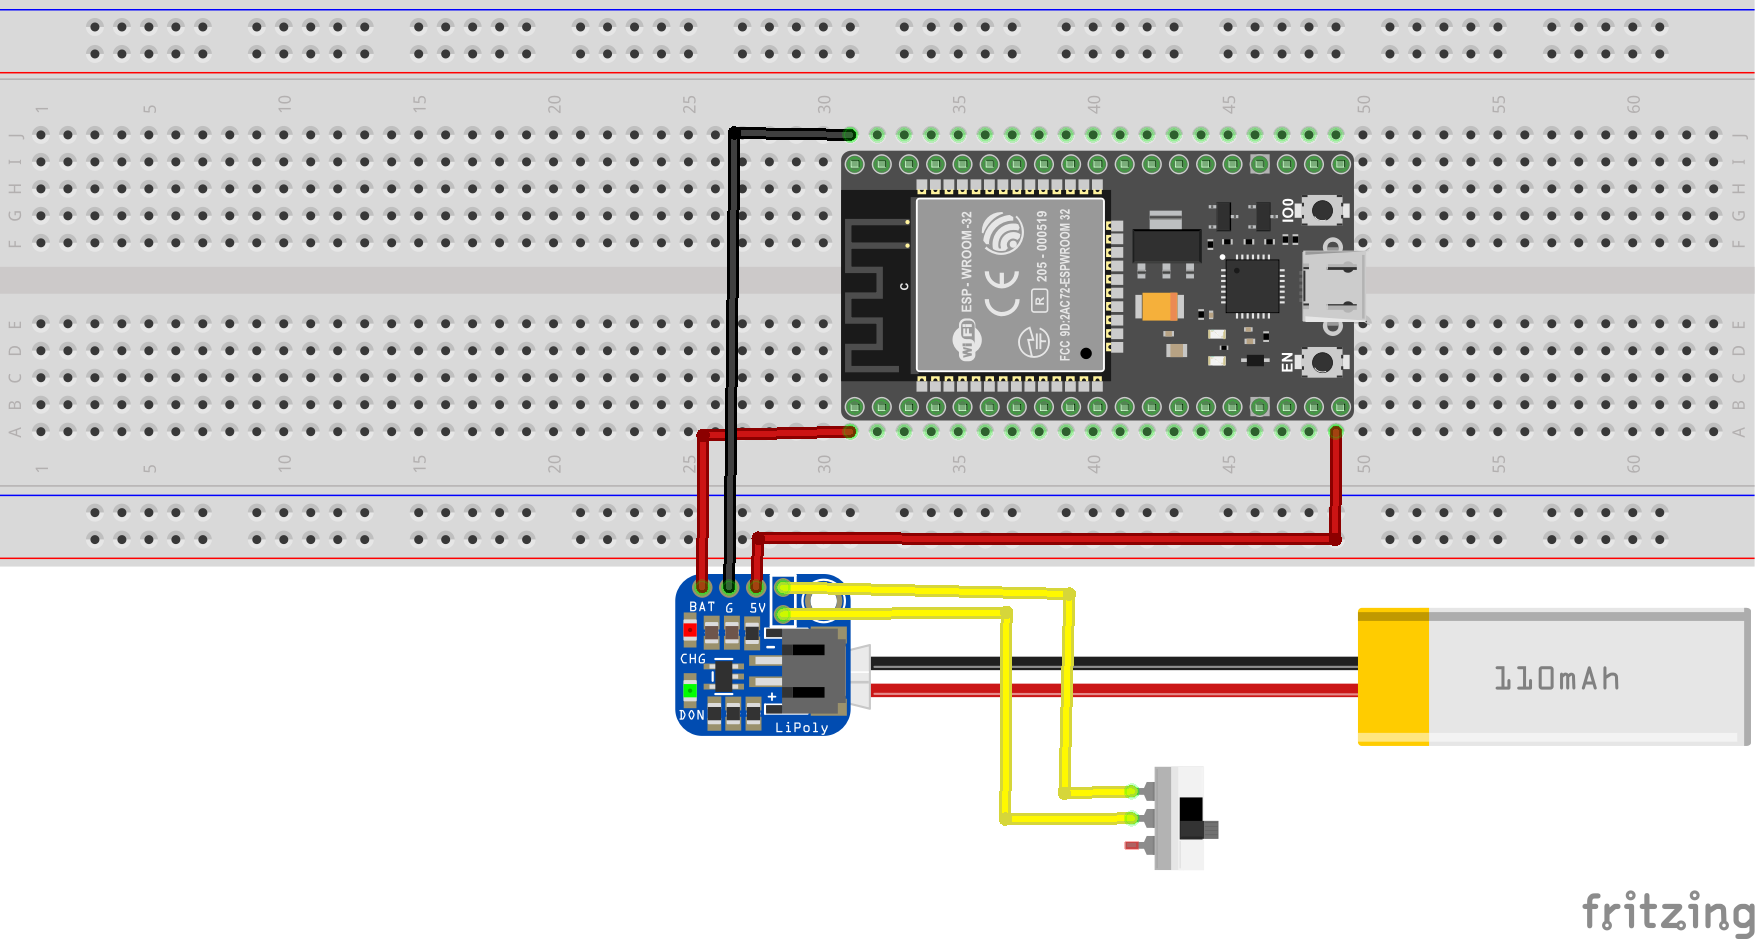 1 5 10 15 20 25 30 35 40 45 50 55 60
J J
I I
H H
G G
F F
E E
D D
C C
B B
A A
1 5 10 15 20 25 30 35 40 45 50 55 60
ESP - WROOM-32
WiFi
CE
R
205 - 000519
FCC 9D:2AC72-ESPWROOM 32
C
IO0
EN
BAT G 5V
CHG
-
+
DON
LiPoly
110mAh
fritzing